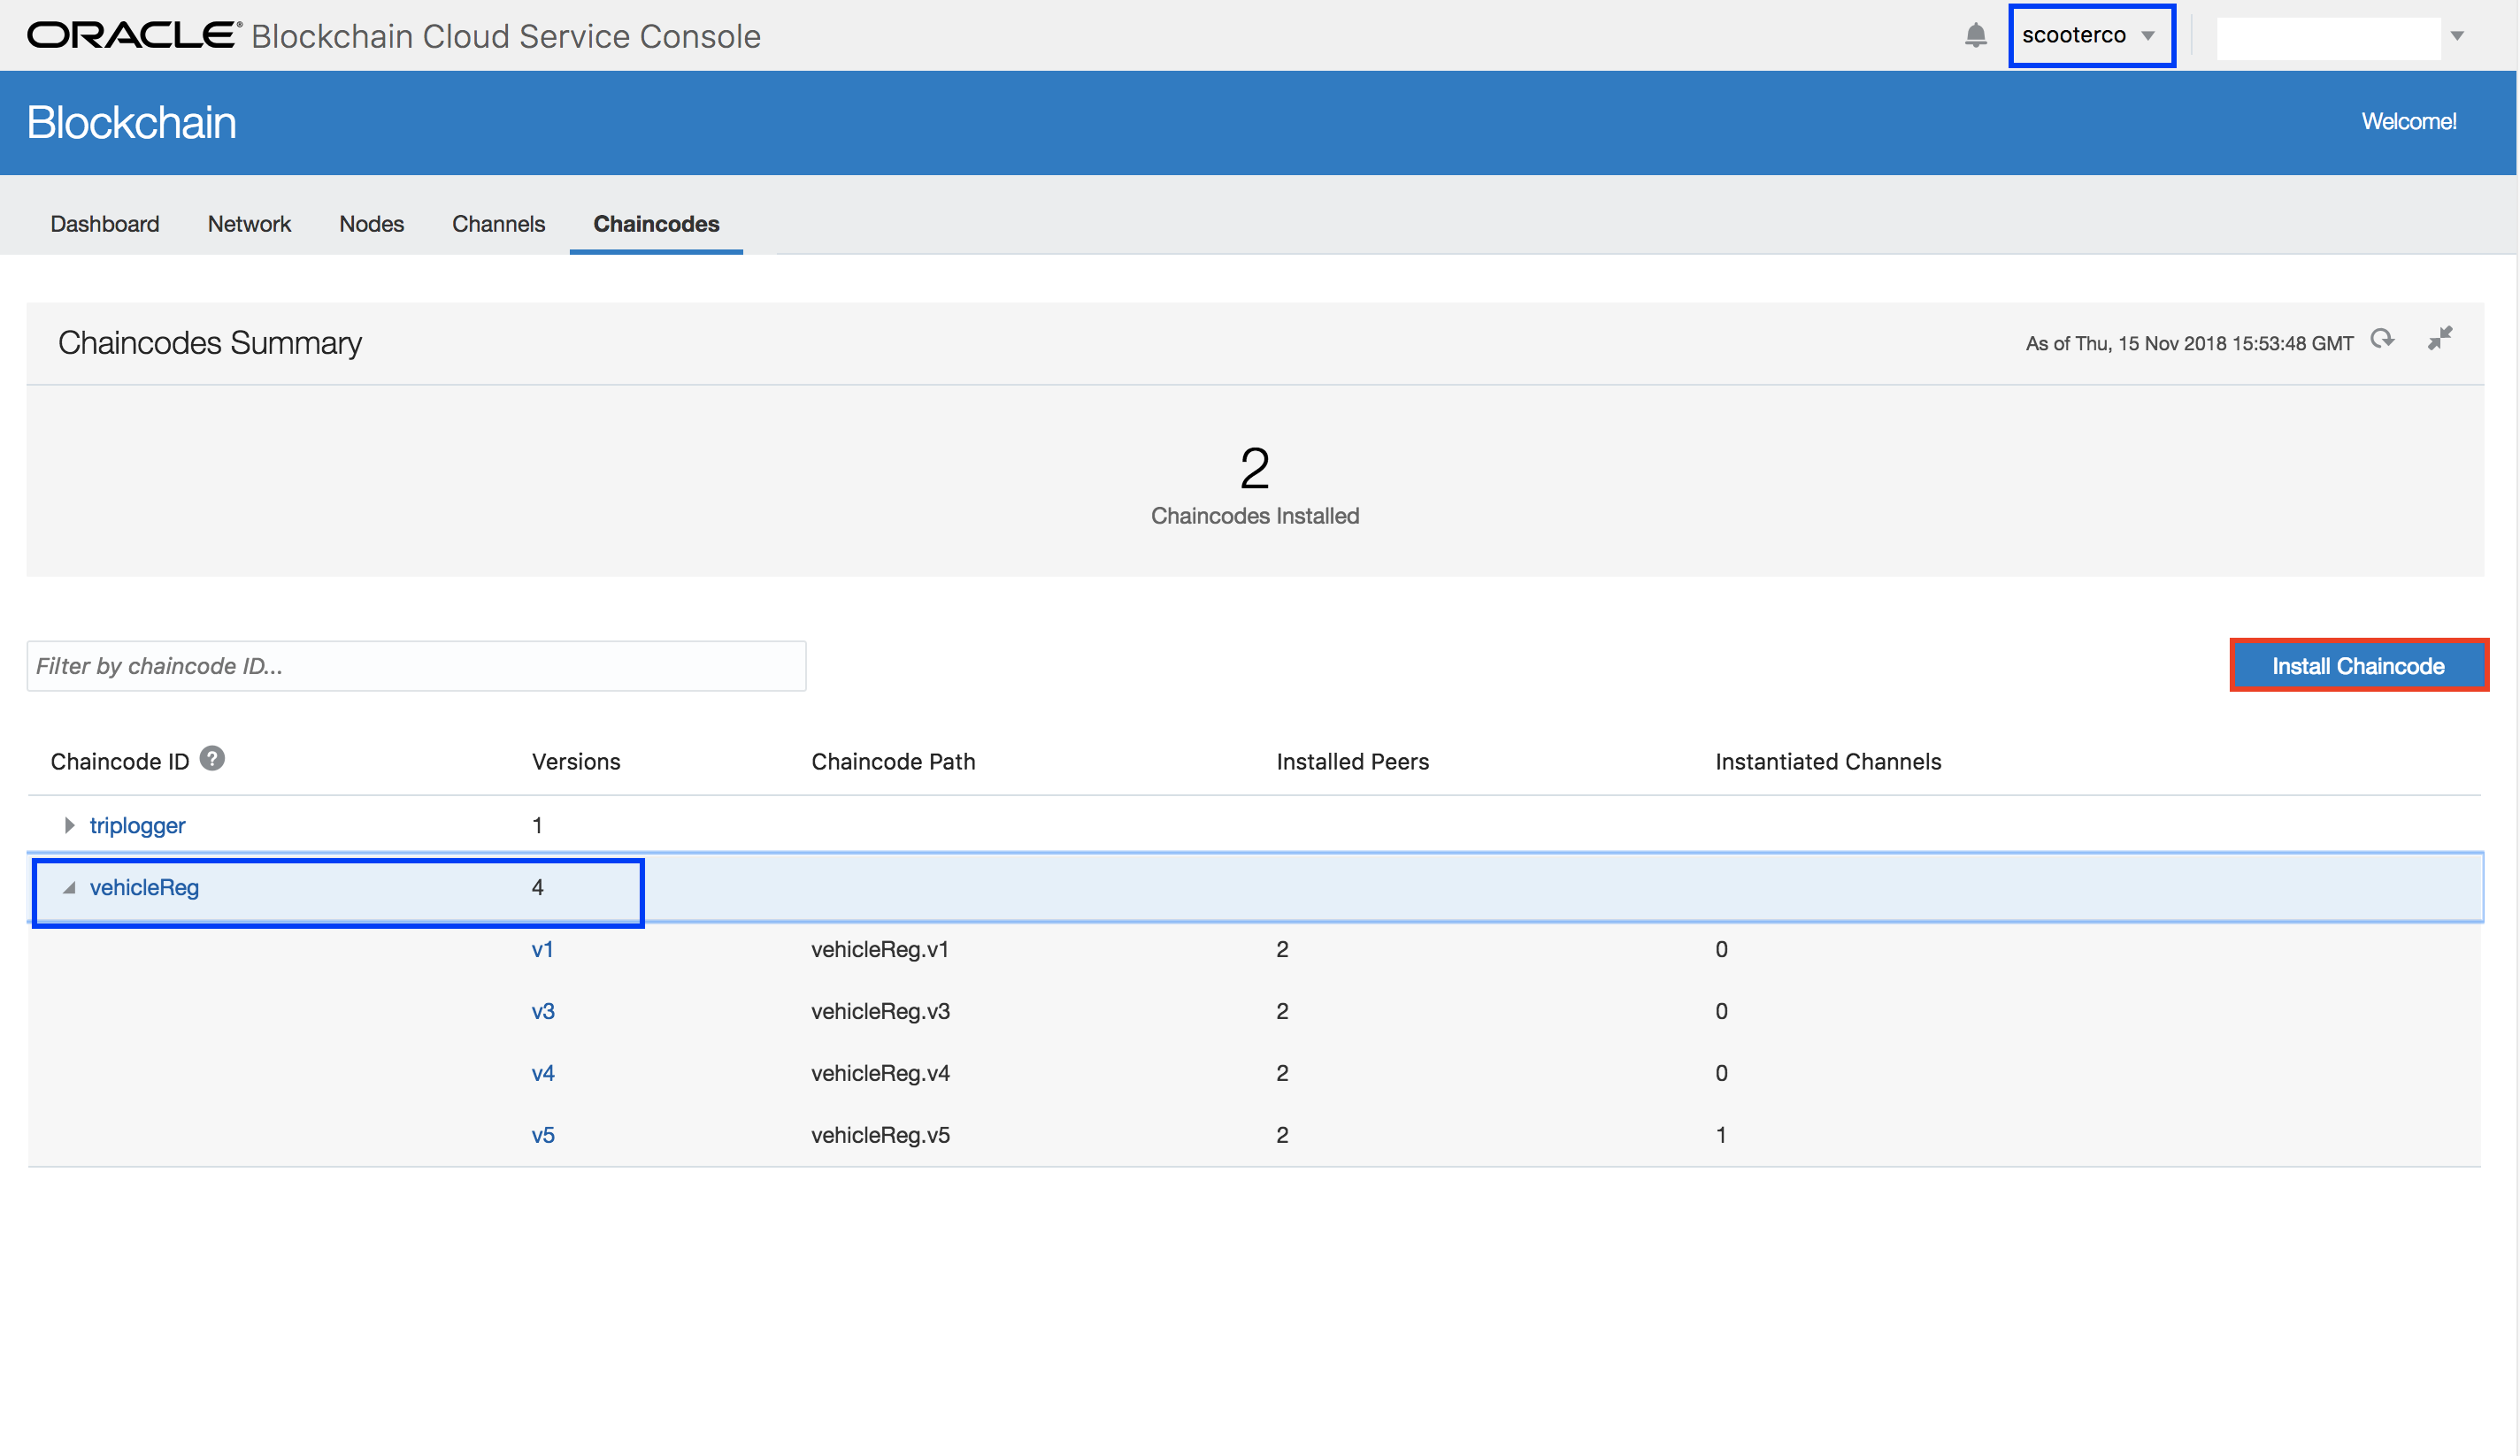 ORACLE® Blockchain Cloud Service Console scooterco
Blockchain Welcome!
Dashboard Network Nodes Channels Chaincodes
Chaincodes Summary As of Thu, 15 Nov 2018 15:53:48 GMT
2
Chaincodes Installed
Filter by chaincode ID... Install Chaincode
Chaincode ID ? Versions Chaincode Path Installed Peers Instantiated Channels
triplogger 1
vehicleReg 4
v1 vehicleReg.v1 2 0
v3 vehicleReg.v3 2 0
v4 vehicleReg.v4 2 0
v5 vehicleReg.v5 2 1